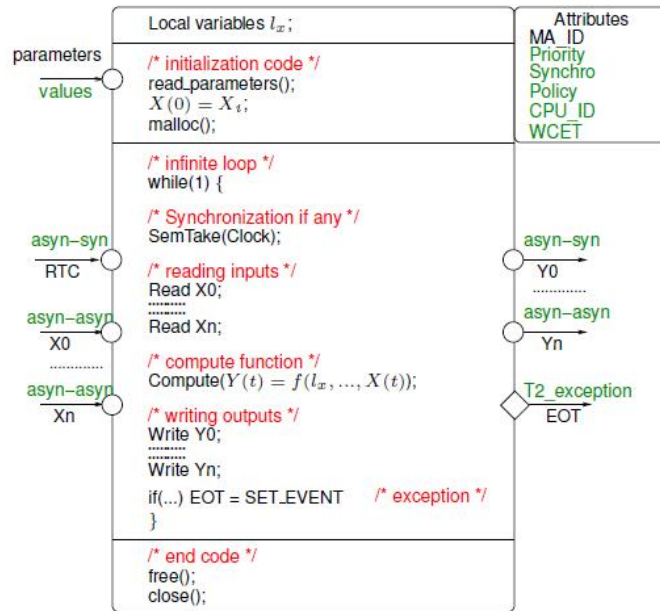 Local variables lₓ;
Attributes
MA_ID
Priority
Synchro
Policy
CPU_ID
WCET
parameters
values
/* initialization code */
read_parameters();
X(0) = Xₜ;
malloc();
/* infinite loop */
while(1) {
/* Synchronization if any */
SemTake(Clock);
asyn-syn
RTC
/* reading inputs */
Read X0;
..........
Read Xn;
asyn-asyn
X0
.............
asyn-asyn
Xn
/* compute function */
Compute(Y(t) = f(lₓ, ..., X(t));
/* writing outputs */
Write Y0;
..........
Write Yn;
if(...) EOT = SET_EVENT /* exception */
}
asyn-syn
Y0
.............
asyn-asyn
Yn
T2_exception
EOT
/* end code */
free();
close();